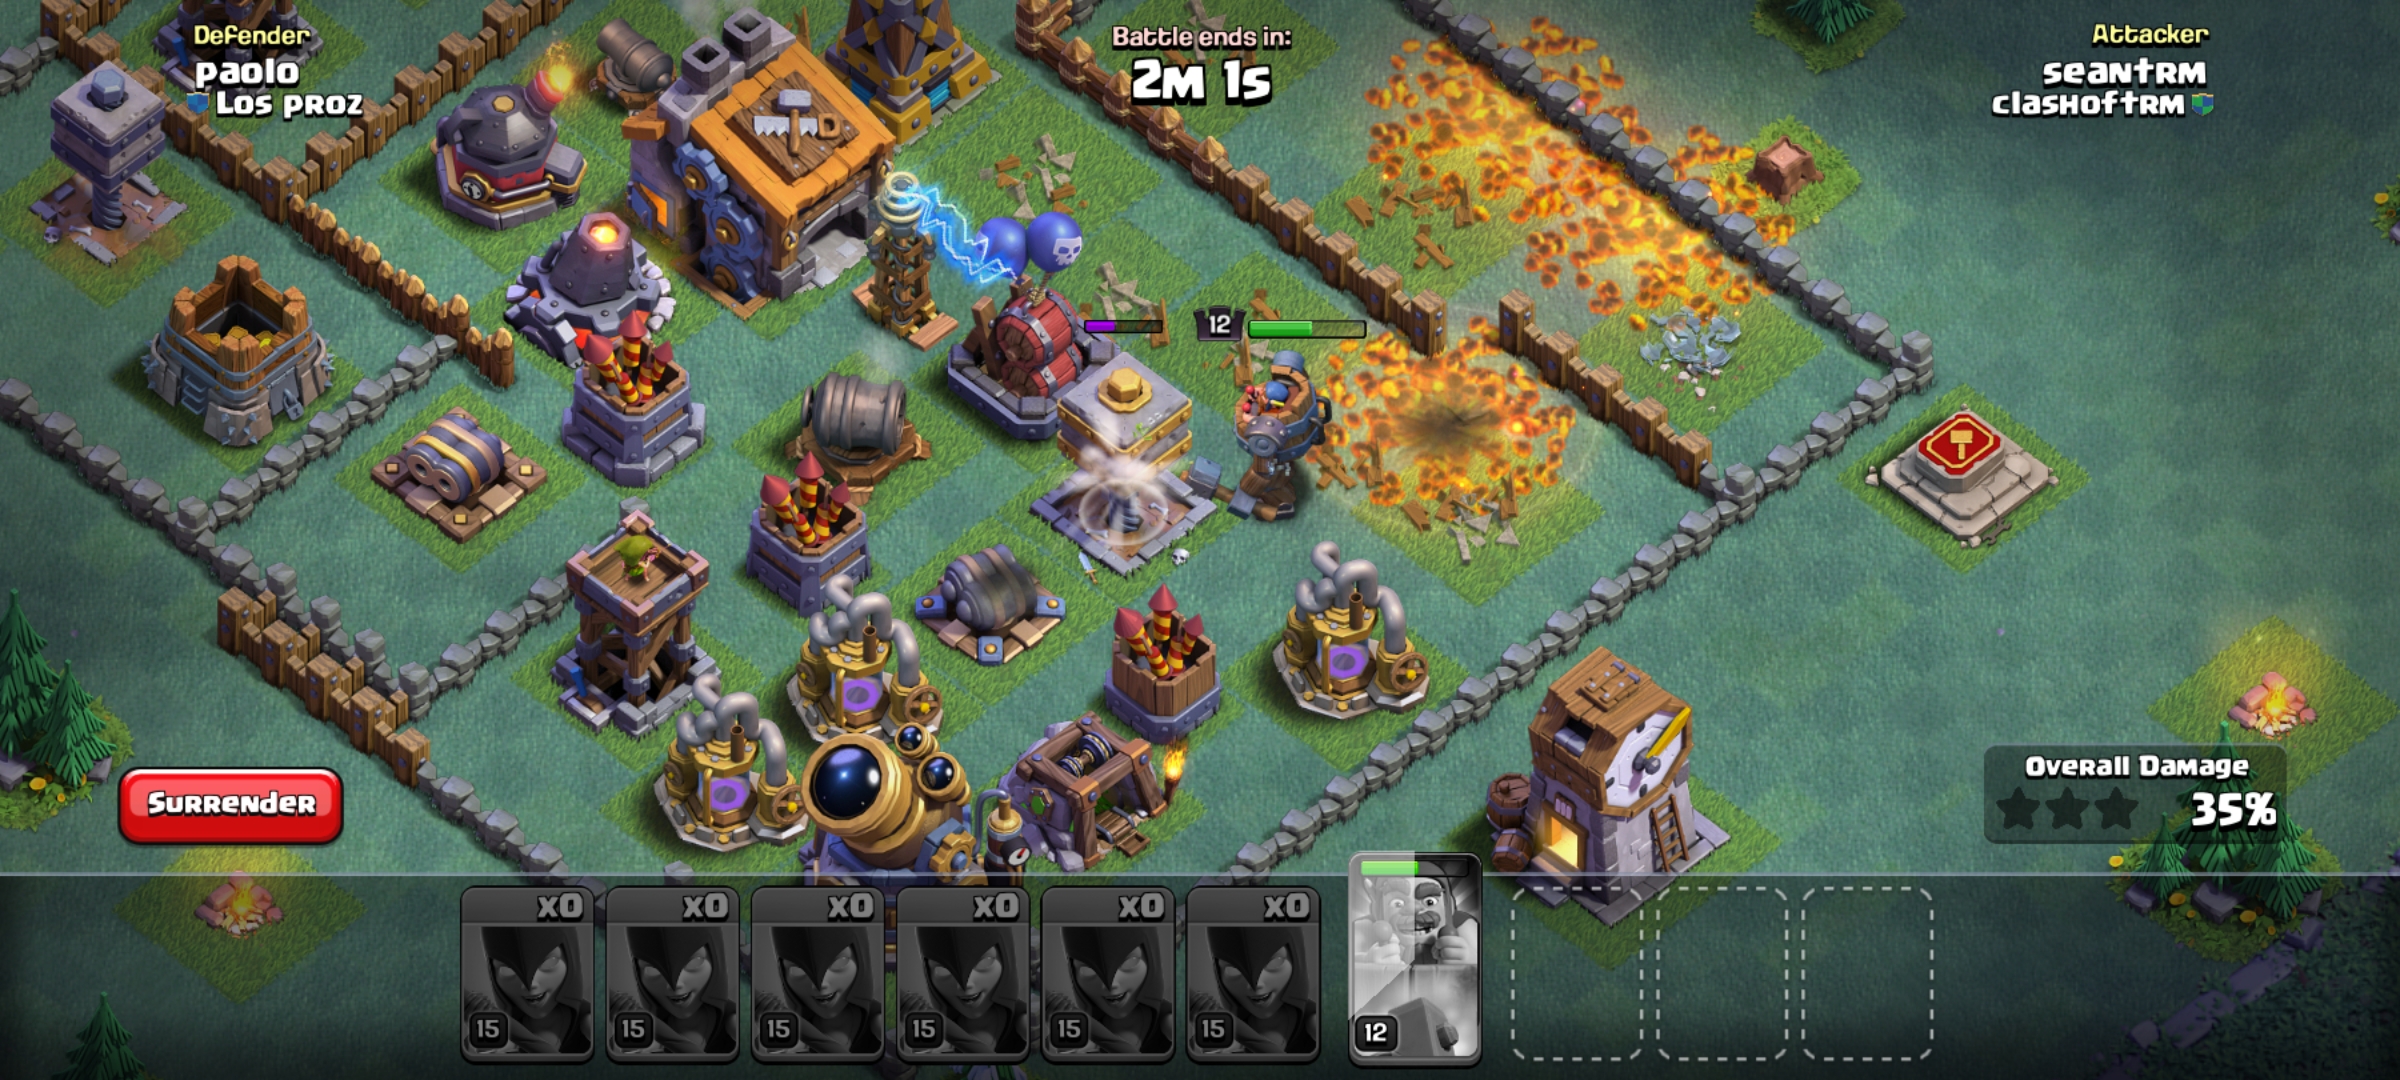 Defender
paolo
Los proz
Battle ends in:
2M 1s
Attacker
seantrm
clashoftrm
12
Surrender
Overall Damage
35%
x0
x0
x0
x0
x0
x0
15
15
15
15
15
15
12